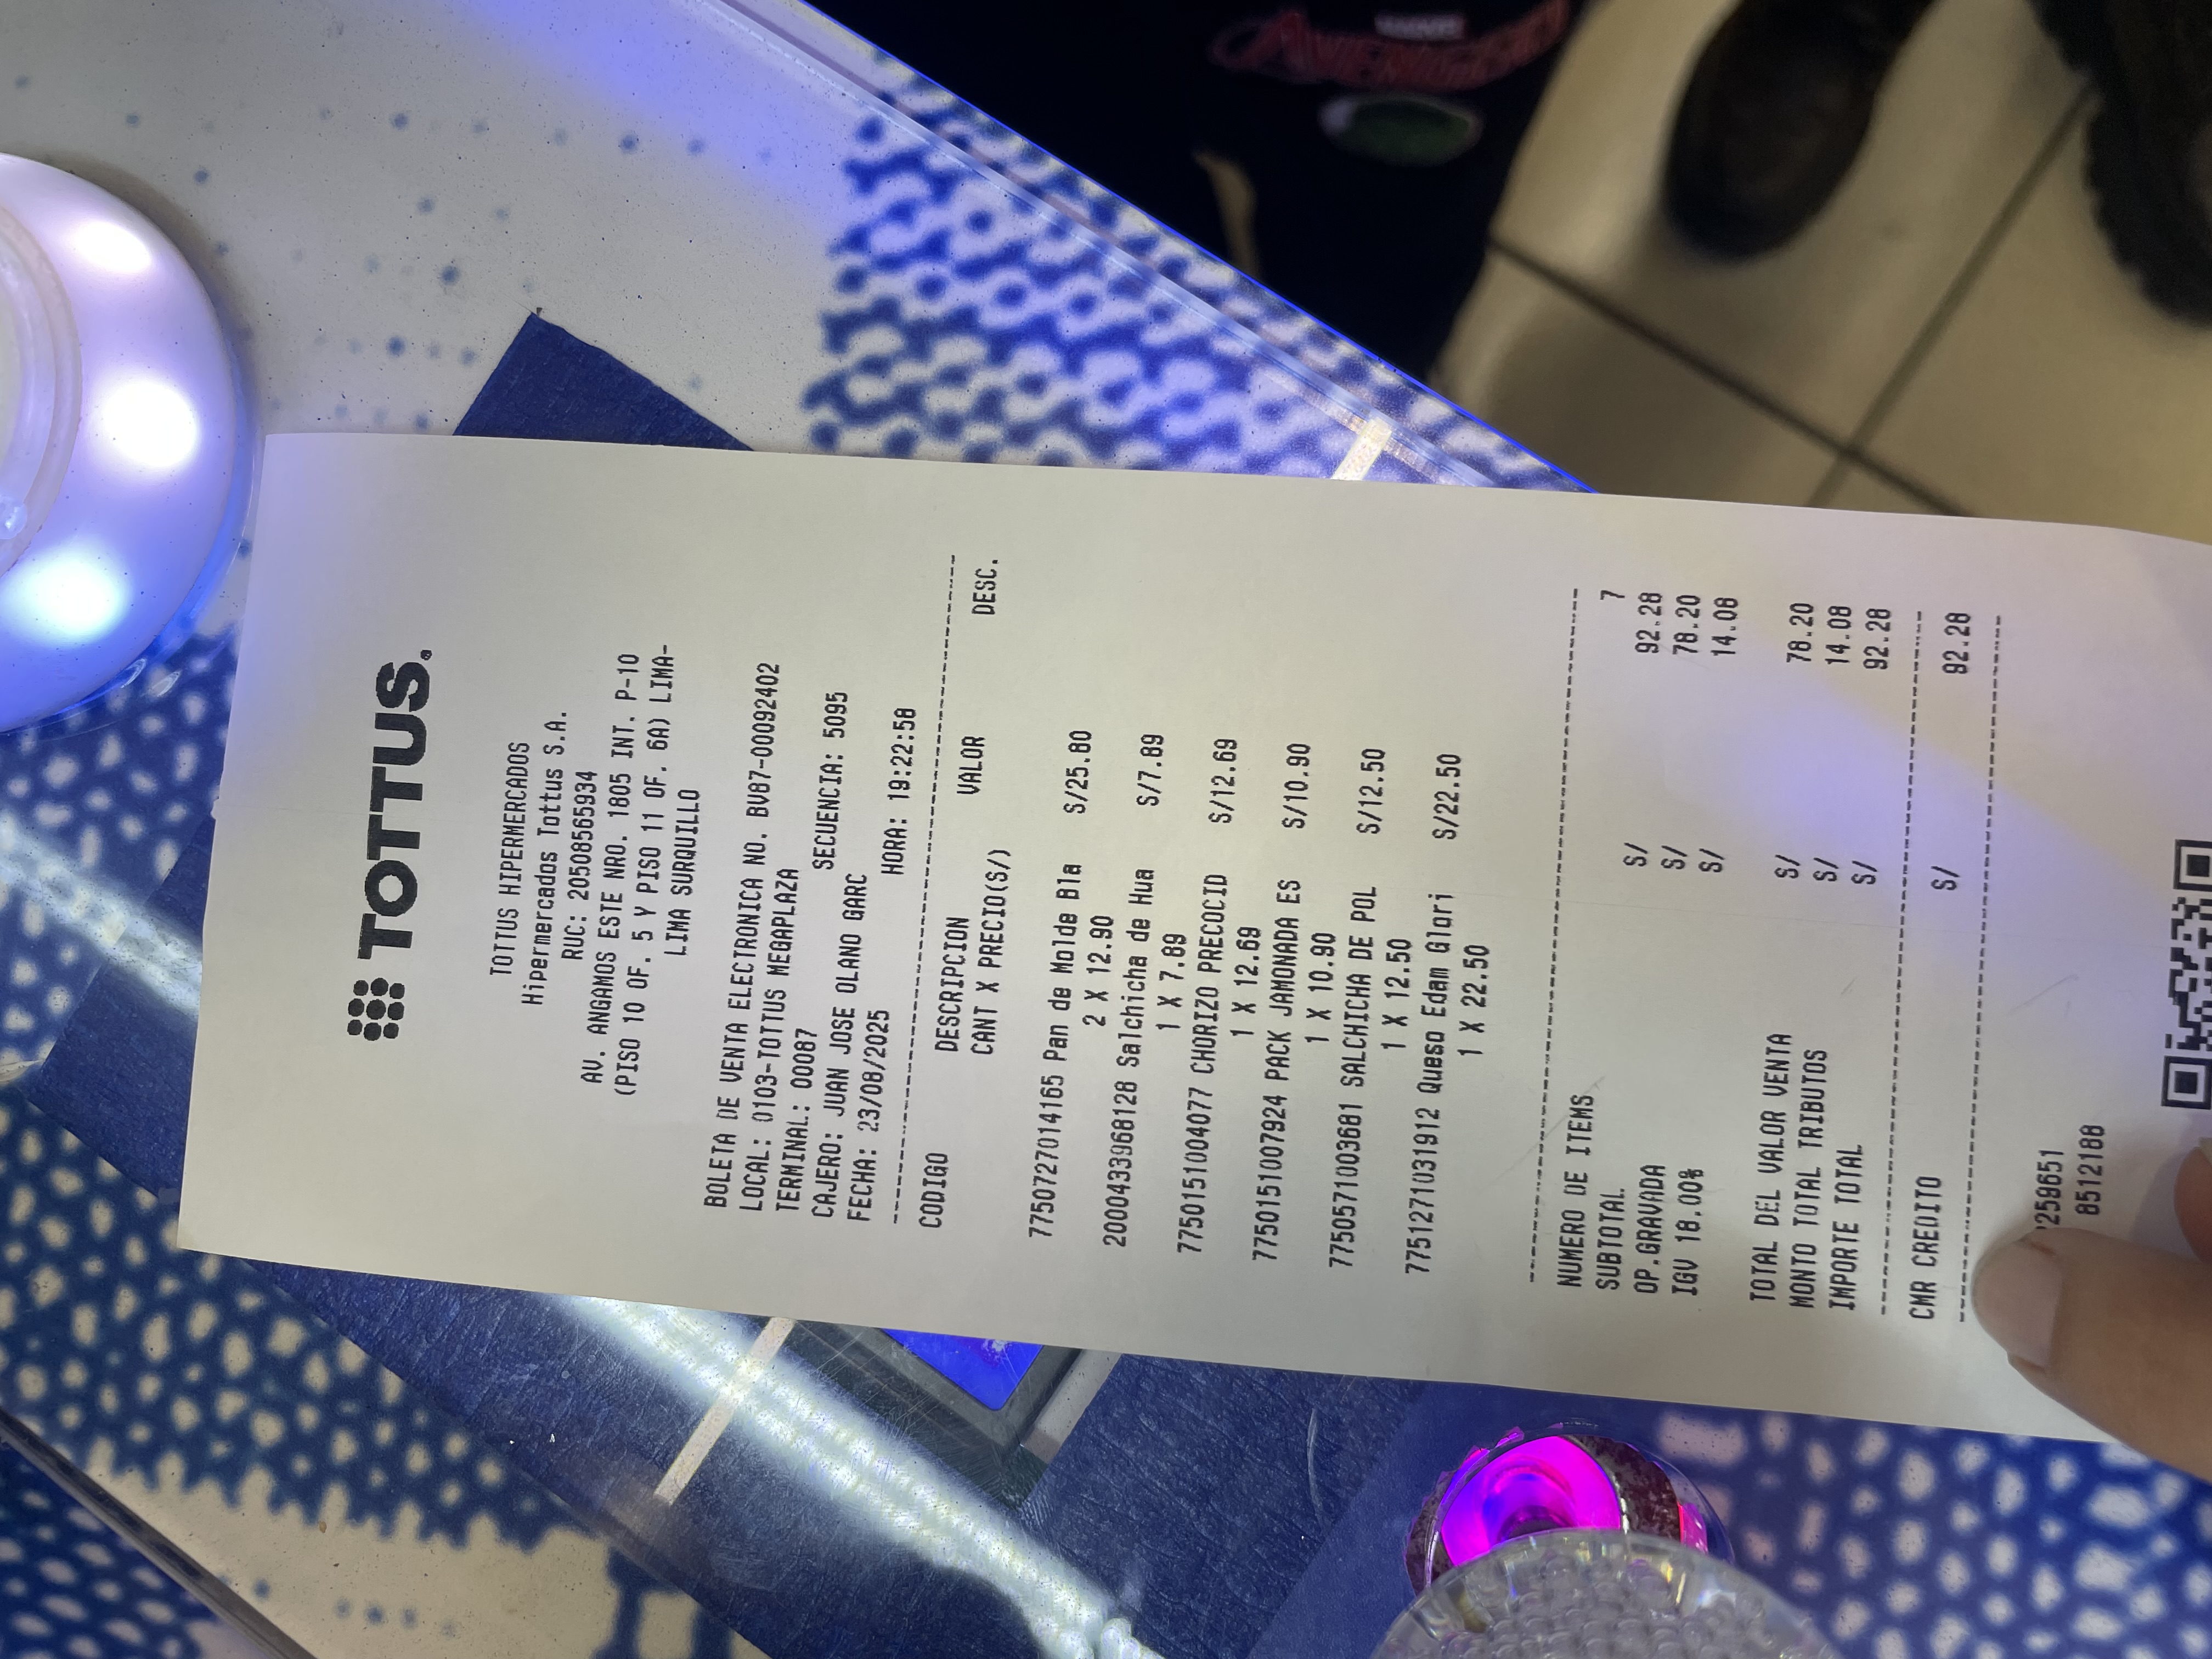 TOTTUS.
TOTTUS HIPERMERCADOS
Hipermercados Tottus S.A.
RUC: 20508565934
AV. ANGAMOS ESTE NRO. 1805 INT. P-10
(PISO 10 OF. 5 Y PISO 11 OF. 6A) LIMA-
LIMA SURQUILLO
BOLETA DE VENTA ELECTRONICA NO. BV87-00092402
LOCAL: 0103-TOTTUS MEGAPLAZA
TERMINAL: 00087 SECUENCIA: 5095
CAJERO: JUAN JOSE OLANO GARC
FECHA: 23/08/2025 HORA: 19:22:58
CODIGO DESCRIPCION VALOR DESC.
CANT X PRECIO(S/)
7750727014165 Pan de Molde Bla S/25.80
2 X 12.90
2000433968128 Salchicha de Hua S/7.89
1 X 7.89
7750151004077 CHORIZO PRECOCID S/12.69
1 X 12.69
7750151007924 PACK JAMONADA ES S/10.90
1 X 10.90
7750571003681 SALCHICHA DE POL S/12.50
1 X 12.50
7751271031912 Queso Edam Glori S/22.50
1 X 22.50
NUMERO DE ITEMS 7
SUBTOTAL S/ 92.28
OP.GRAVADA S/ 78.20
IGV 18.00% S/ 14.08
TOTAL DEL VALOR VENTA S/ 78.20
MONTO TOTAL TRIBUTOS S/ 14.08
IMPORTE TOTAL S/ 92.28
CMR CREDITO S/ 92.28
259651
8512188